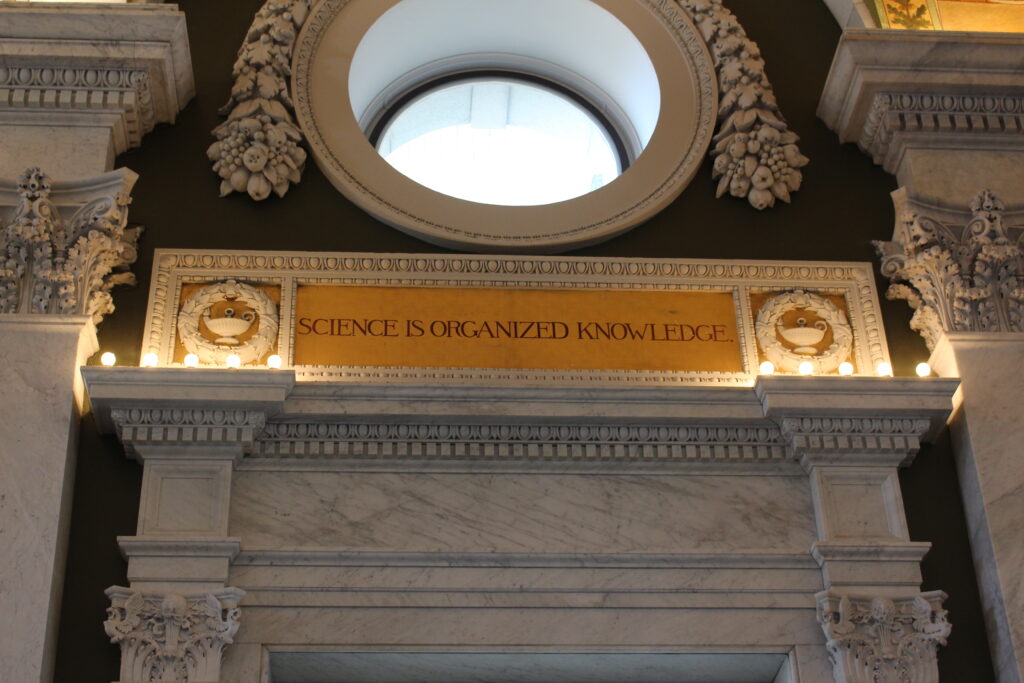 SCIENCE IS ORGANIZED KNOWLEDGE.